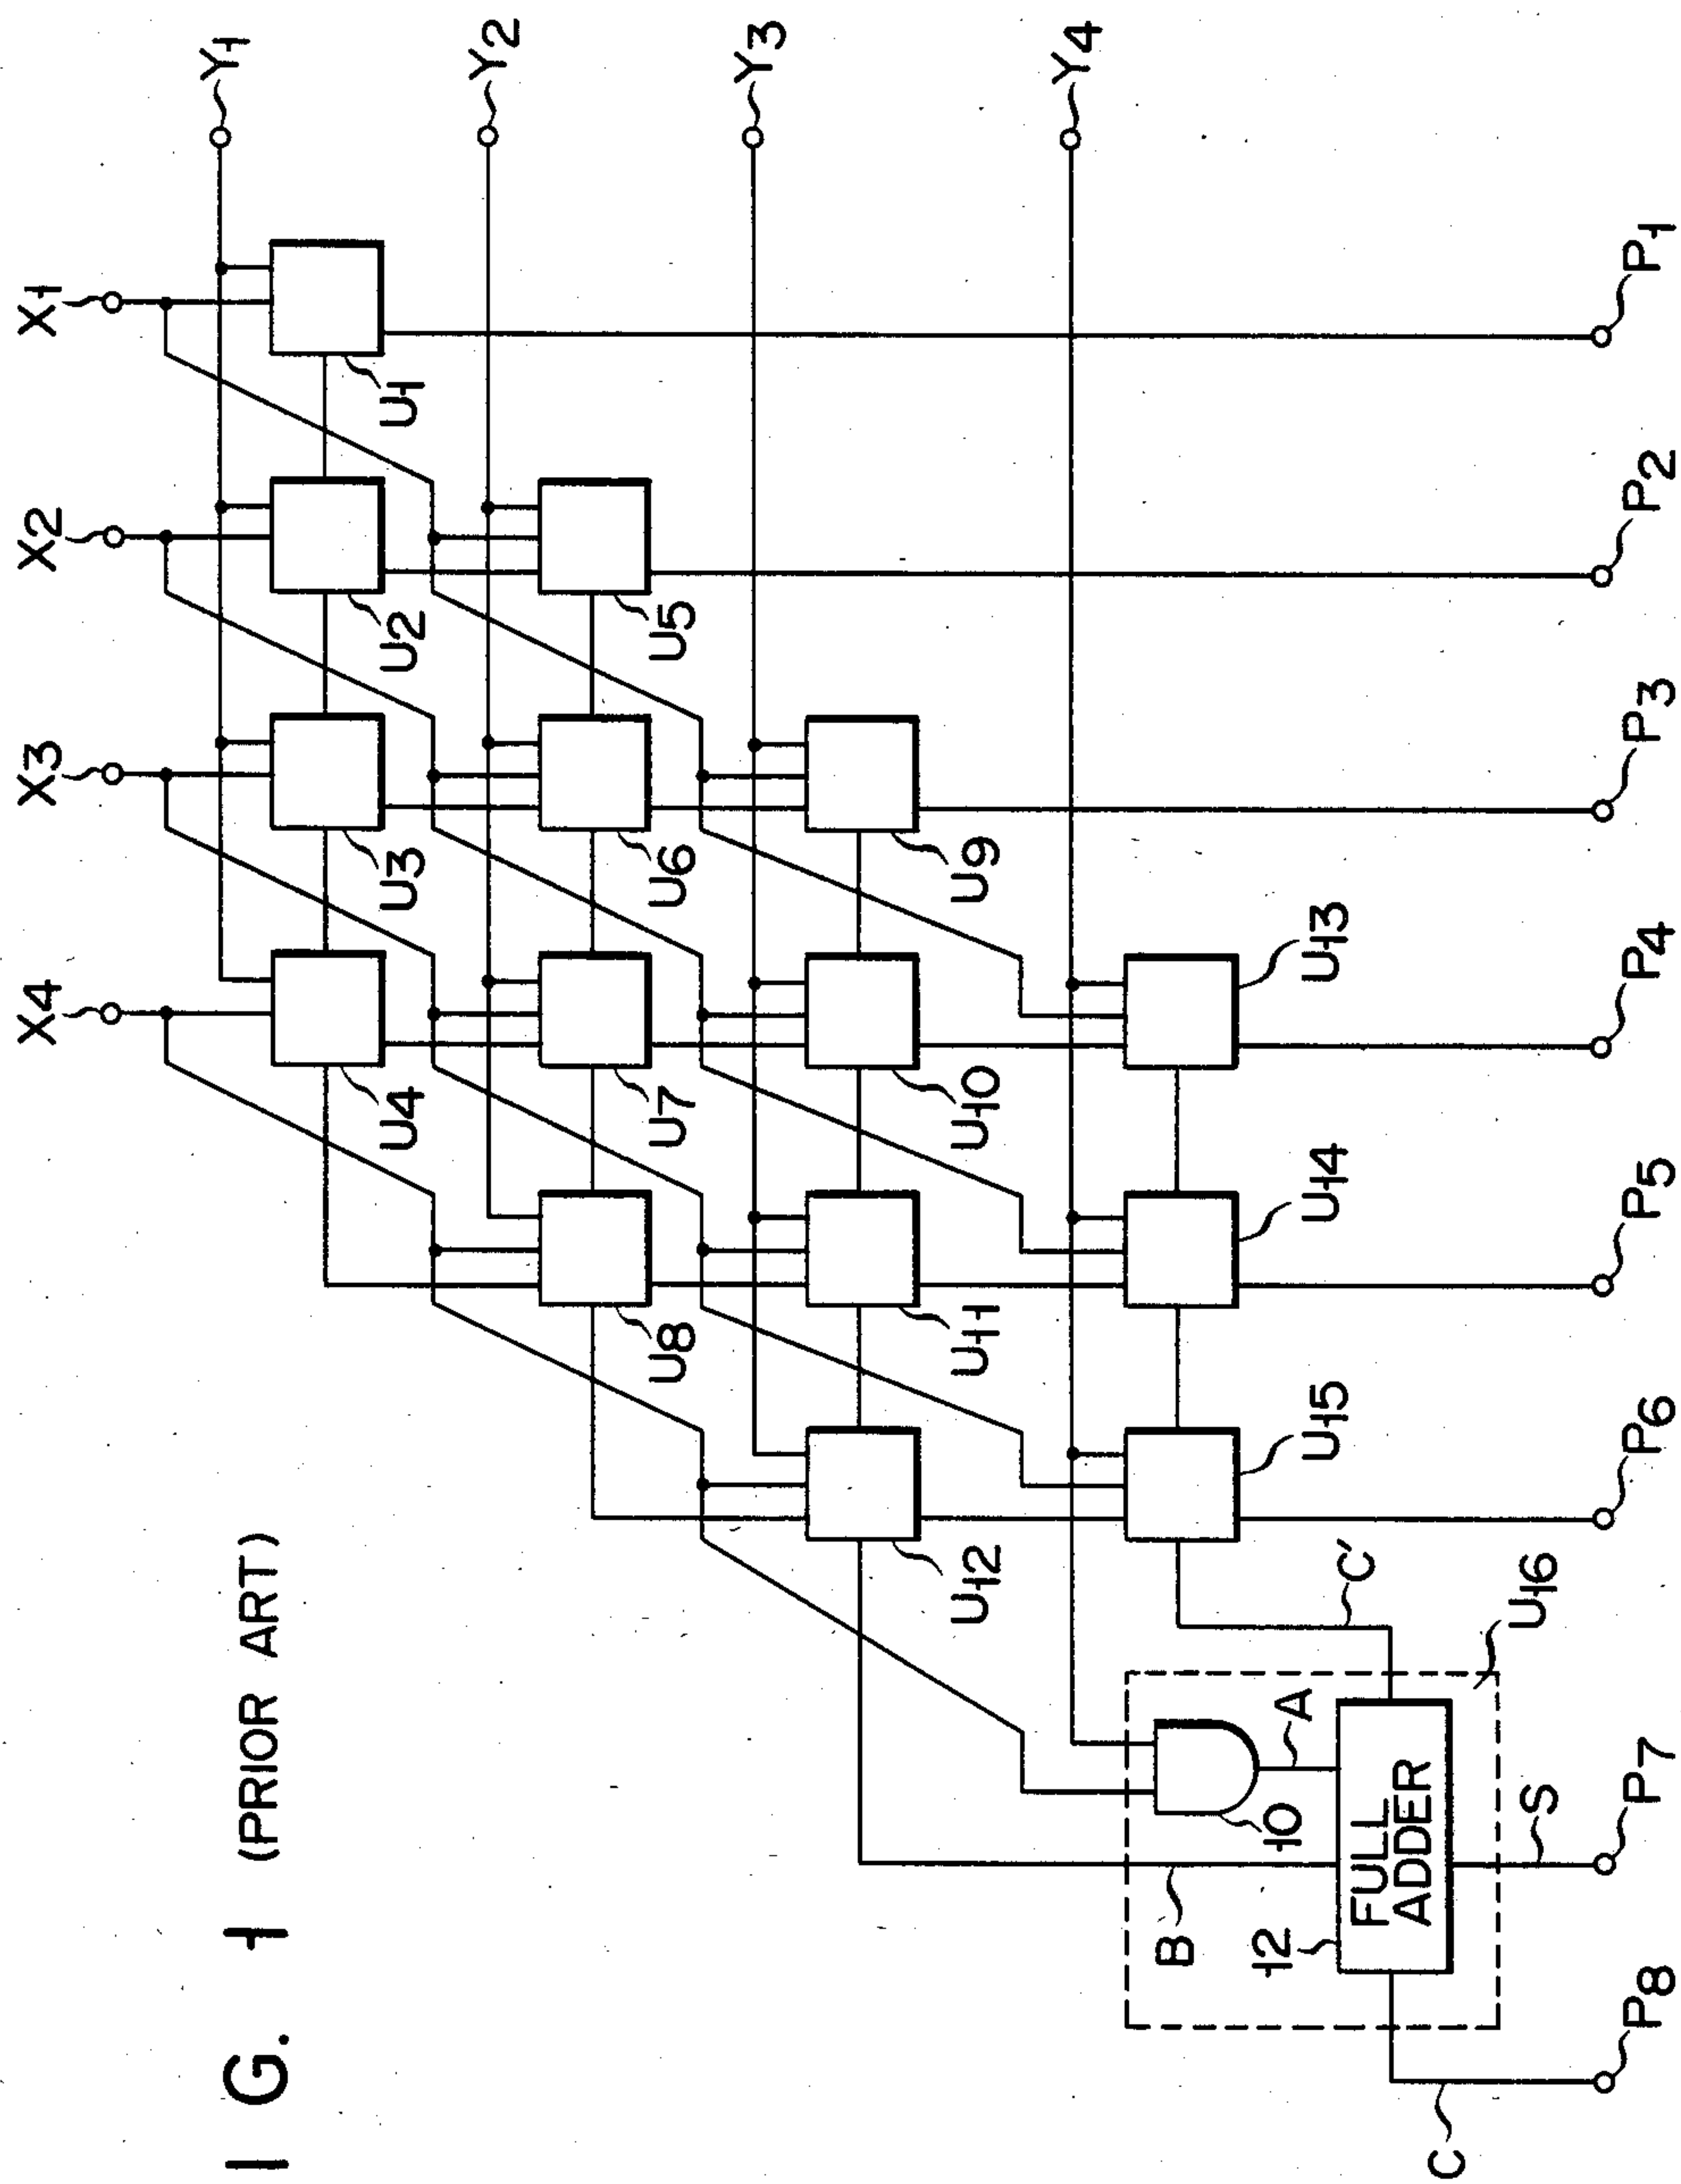 I G. 1 (PRIOR ART)
X4 X3 X2 X1
Y1
Y2
Y3
Y4
U4 U3 U2 U1
U8 U7 U6 U5
U12 U11 U10 U9
U16 U15 U14 U13
C'
A
10
B
12
FULL
ADDER
S
C
P8 P7 P6 P5 P4 P3 P2 P1